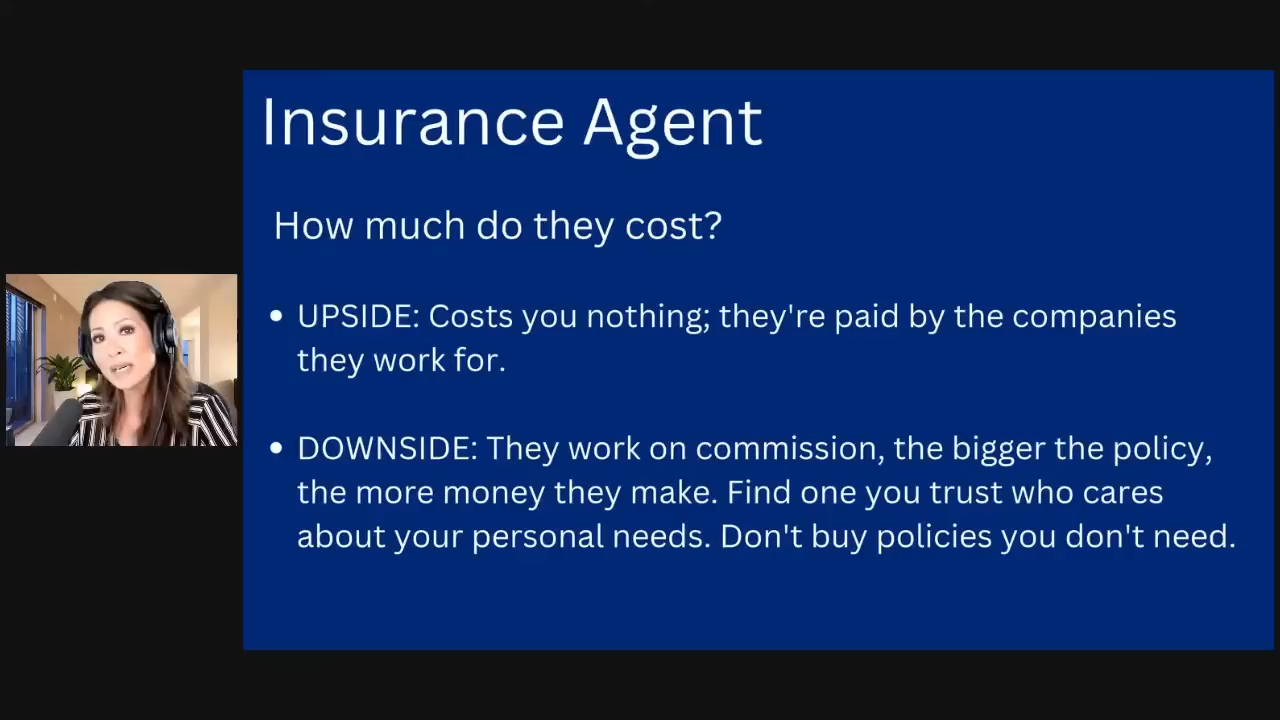 Insurance Agent
How much do they cost?
• UPSIDE: Costs you nothing; they're paid by the companies
they work for.
• DOWNSIDE: They work on commission, the bigger the policy,
the more money they make. Find one you trust who cares
about your personal needs. Don't buy policies you don't need.